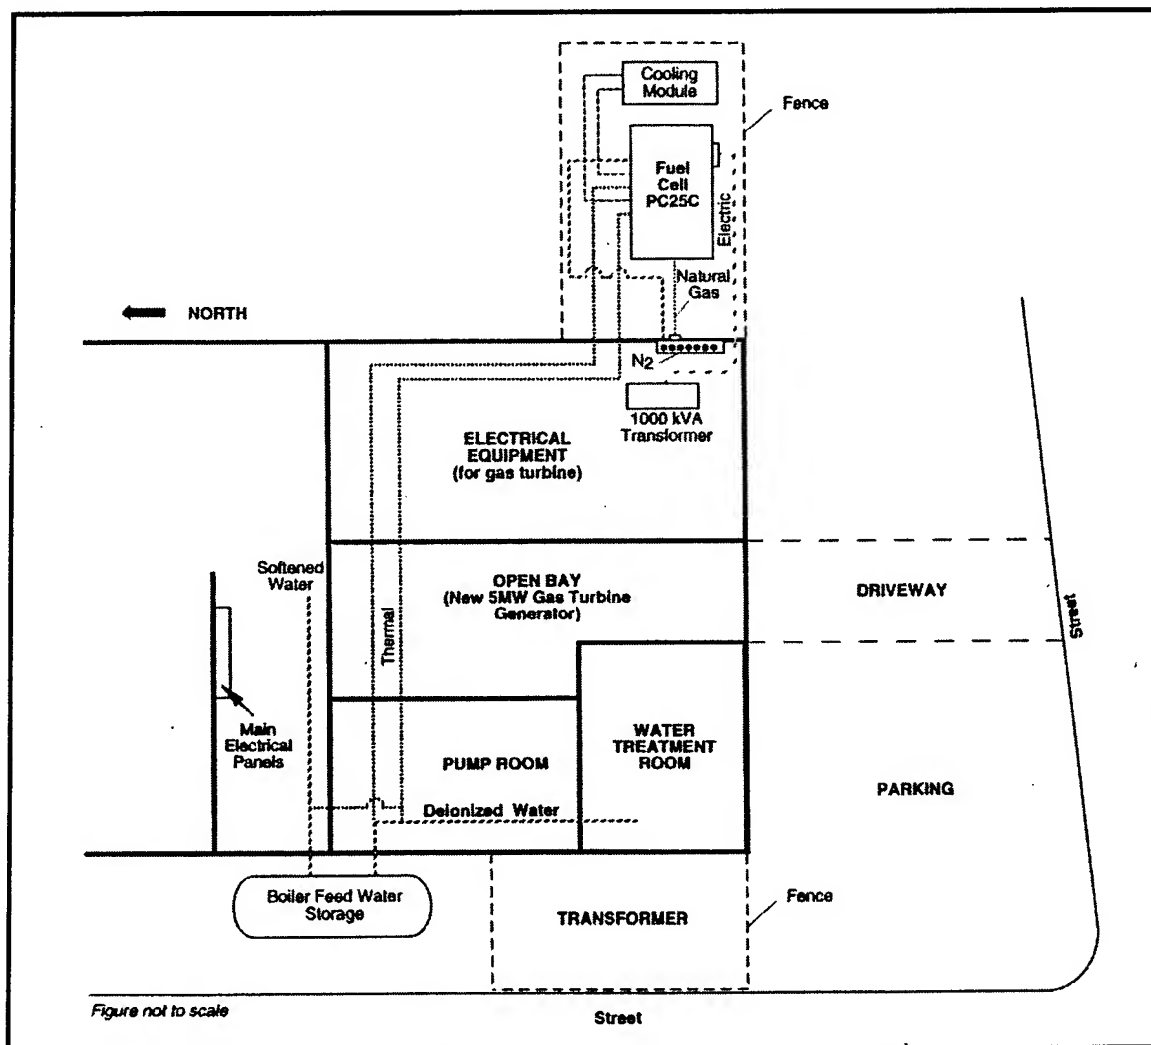 Cooling
Module
Fence
Fuel
Cell
PC25C
Electric
Natural
Gas
NORTH
N2
1000 kVA
Transformer
ELECTRICAL
EQUIPMENT
(for gas turbine)
Softened
Water
OPEN BAY
(New 5MW Gas Turbine
Generator)
DRIVEWAY
Street
Thermal
Main
Electrical
Panels
PUMP ROOM
WATER
TREATMENT
ROOM
PARKING
Deionized Water
Boiler Feed Water
Storage
TRANSFORMER
Fence
Figure not to scale
Street